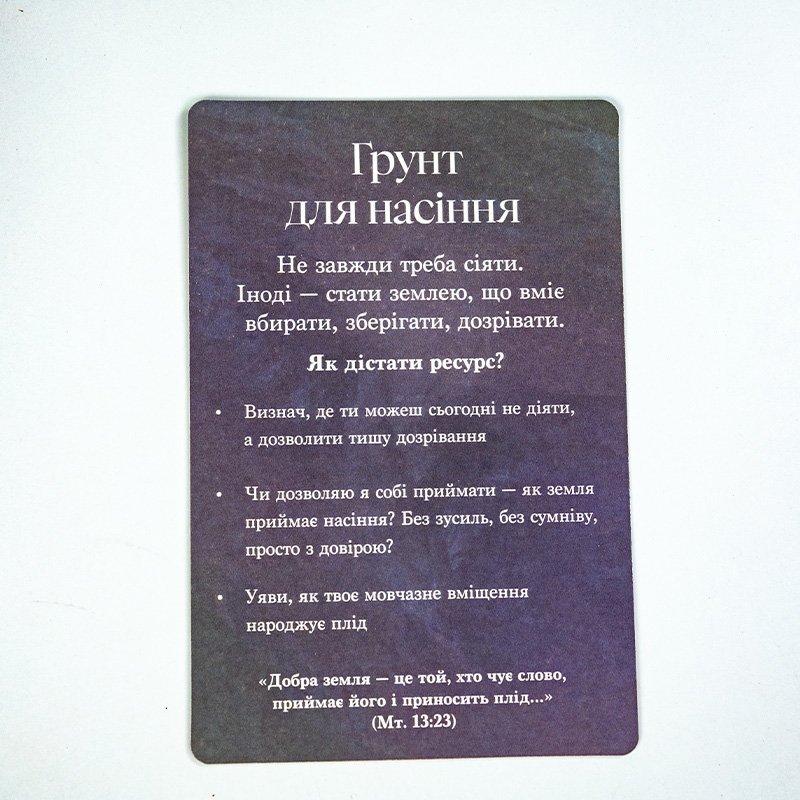 Грунт
для насіння
Не завжди треба сіяти.
Іноді — стати землею, що вміє
вбирати, зберігати, дозрівати.
Як дістати ресурс?
• Визнач, де ти можеш сьогодні не діяти,
а дозволити тишу дозрівання
• Чи дозволяю я собі приймати — як земля
приймає насіння? Без зусиль, без сумніву,
просто з довірою?
• Уяви, як твоє мовчазне вміщення
народжує плід
«Добра земля — це той, хто чує слово,
приймає його і приносить плід...»
(Мт. 13:23)